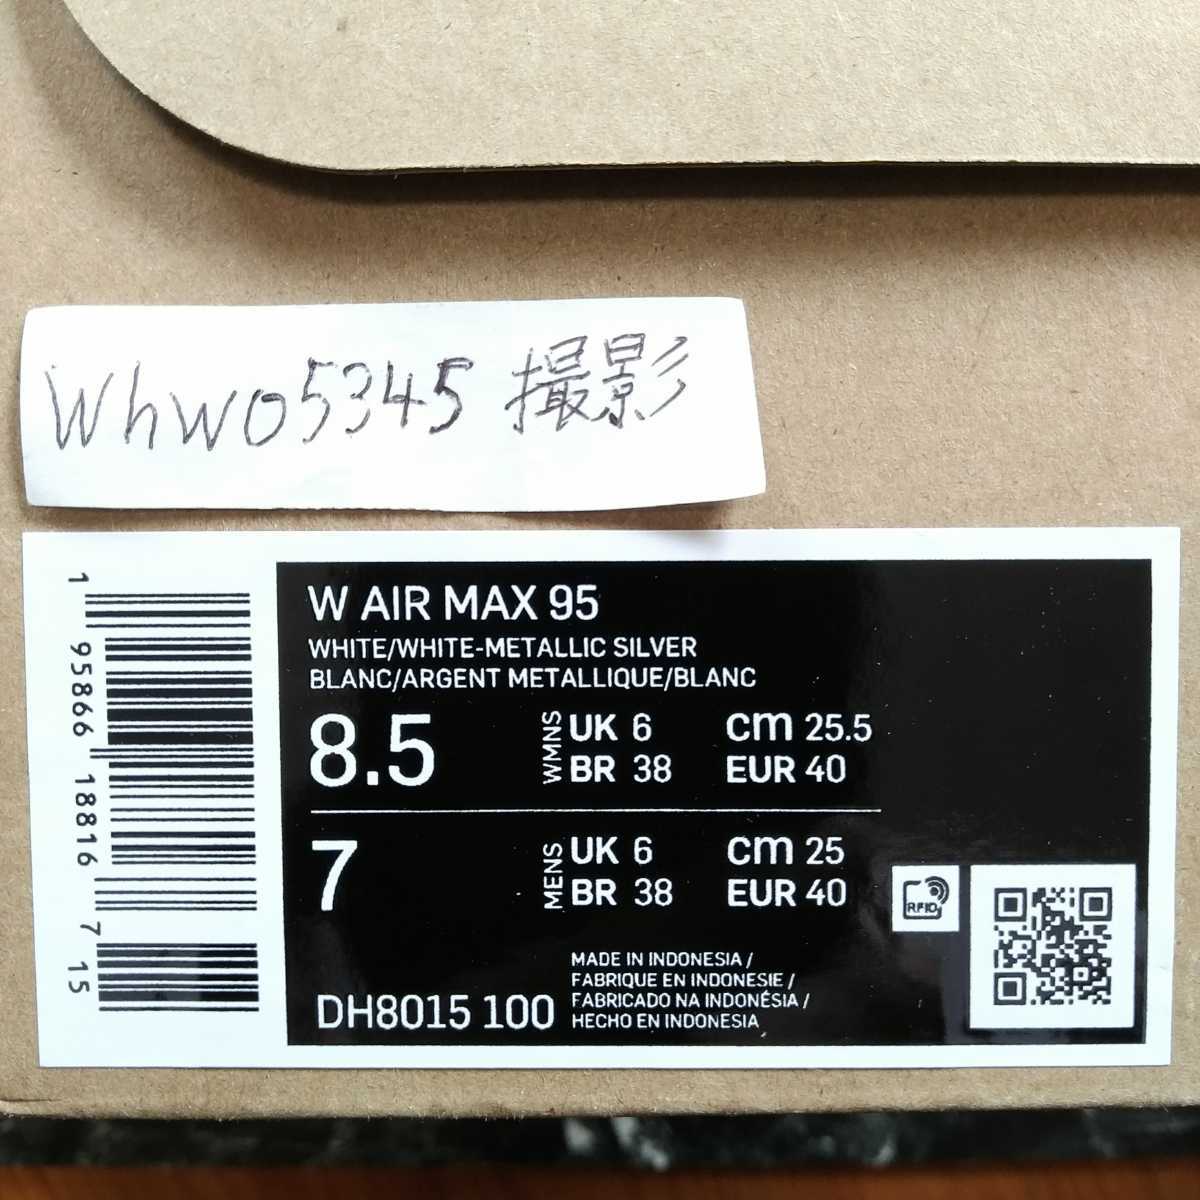 Whwo5345 撮影
W AIR MAX 95
WHITE/WHITE-METALLIC SILVER
BLANC/ARGENT METALLIQUE/BLANC
8.5 WMNS UK 6 cm 25.5
BR 38 EUR 40
7 MENS UK 6 cm 25
BR 38 EUR 40
RFID
MADE IN INDONESIA /
FABRIQUE EN INDONESIE /
FABRICADO NA INDONÉSIA /
HECHO EN INDONESIA
DH8015 100
1 95866 18816 7 15